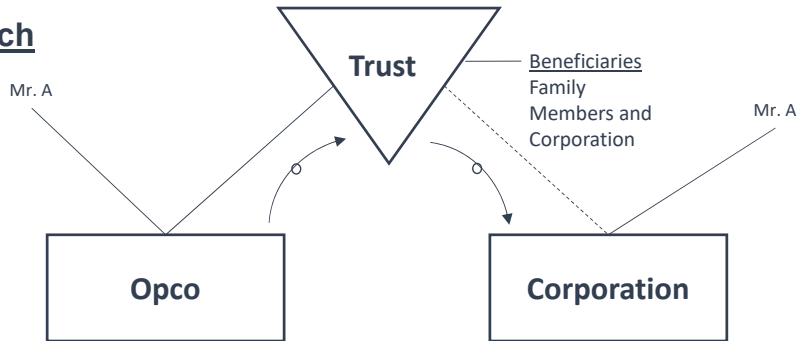 ch
Trust
Beneficiaries
Family
Members and
Corporation
Mr. A
Mr. A
Opco
Corporation